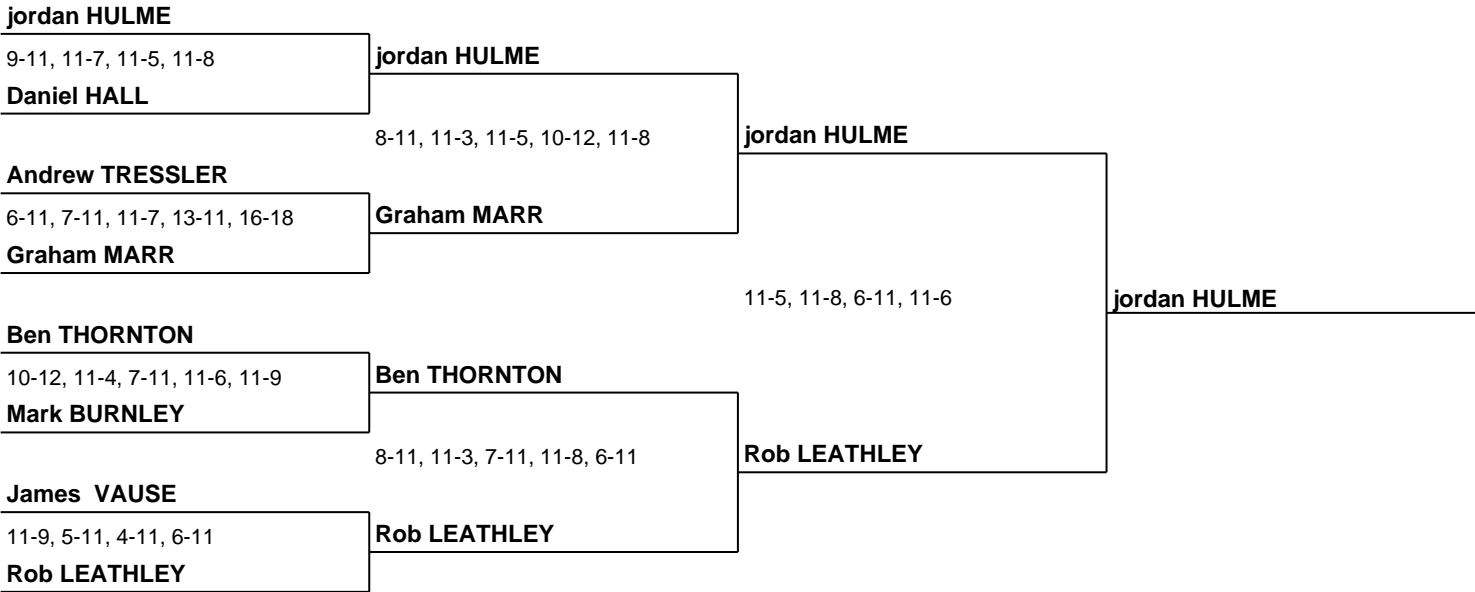 jordan HULME
9-11, 11-7, 11-5, 11-8
Daniel HALL
jordan HULME
8-11, 11-3, 11-5, 10-12, 11-8
Andrew TRESSLER
6-11, 7-11, 11-7, 13-11, 16-18
Graham MARR
Graham MARR
jordan HULME
11-5, 11-8, 6-11, 11-6
jordan HULME
Ben THORNTON
10-12, 11-4, 7-11, 11-6, 11-9
Mark BURNLEY
Ben THORNTON
8-11, 11-3, 7-11, 11-8, 6-11
Rob LEATHLEY
James  VAUSE
11-9, 5-11, 4-11, 6-11
Rob LEATHLEY
Rob LEATHLEY